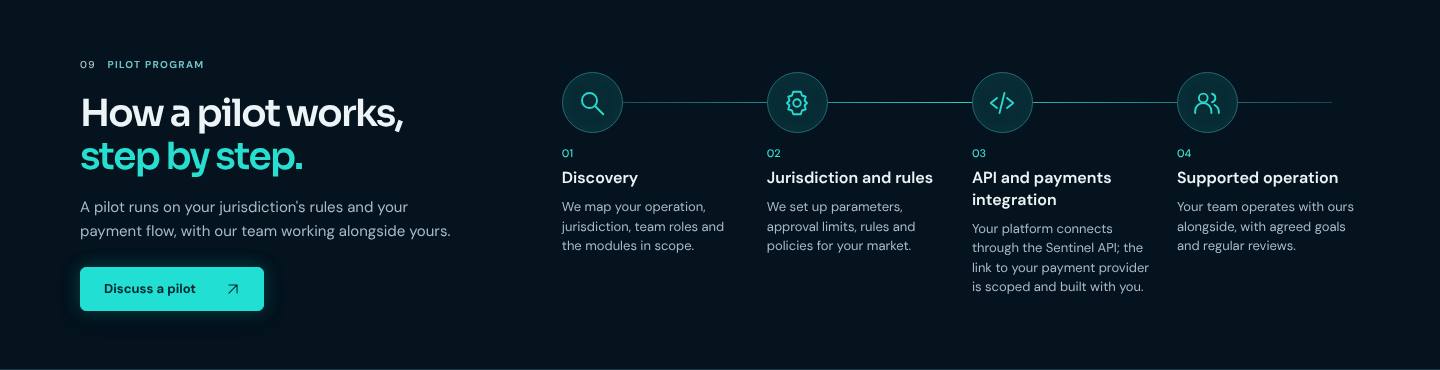 09 PILOT PROGRAM
How a pilot works,
step by step.
A pilot runs on your jurisdiction's rules and your
payment flow, with our team working alongside yours.
Discuss a pilot
01
Discovery
We map your operation,
jurisdiction, team roles and
the modules in scope.
02
Jurisdiction and rules
We set up parameters,
approval limits, rules and
policies for your market.
03
API and payments
integration
Your platform connects
through the Sentinel API; the
link to your payment provider
is scoped and built with you.
04
Supported operation
Your team operates with ours
alongside, with agreed goals
and regular reviews.